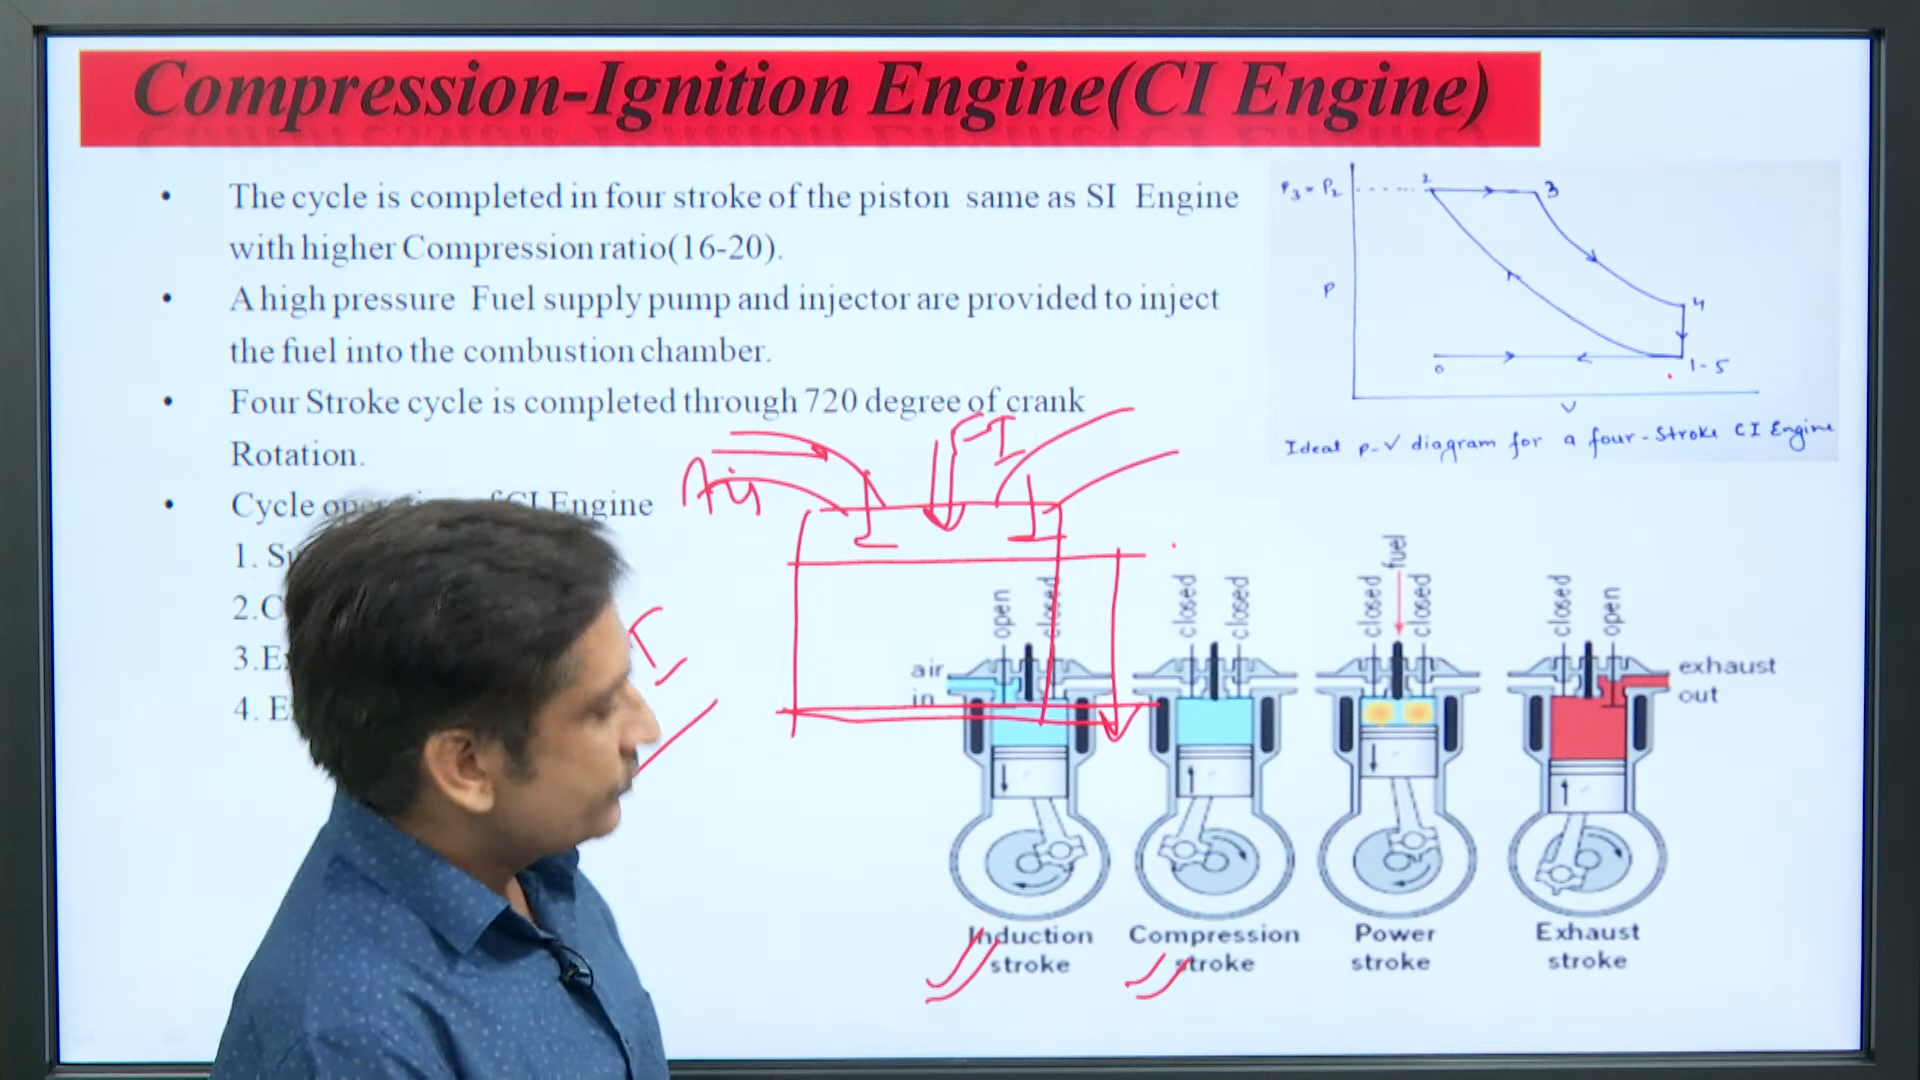 Compression-Ignition Engine(CI Engine)
• The cycle is completed in four stroke of the piston same as SI Engine
with higher Compression ratio(16-20).
• A high pressure Fuel supply pump and injector are provided to inject
the fuel into the combustion chamber.
• Four Stroke cycle is completed through 720 degree of crank
Rotation.
• Cycle of CI Engine
1.
2.
3.
4.
P3 = P2
2
3
P
4
0
1-5
V
Ideal p-V diagram for a four-Stroke CI Engine
Air
FI
open
closed
closed
closed
closed
fuel
closed
closed
open
air
in
exhaust
out
Induction
stroke
Compression
stroke
Power
stroke
Exhaust
stroke